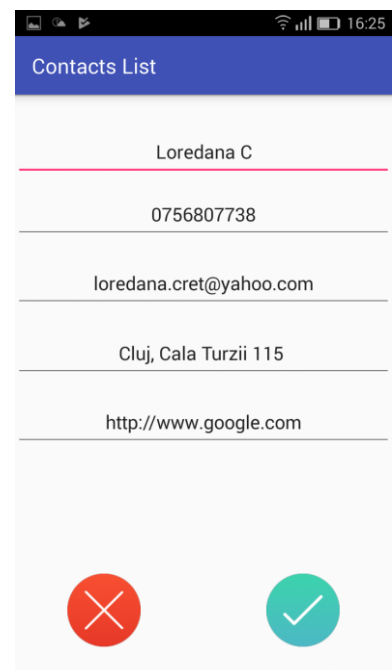 16:25
Contacts List
Loredana C
0756807738
loredana.cret@yahoo.com
Cluj, Cala Turzii 115
http://www.google.com